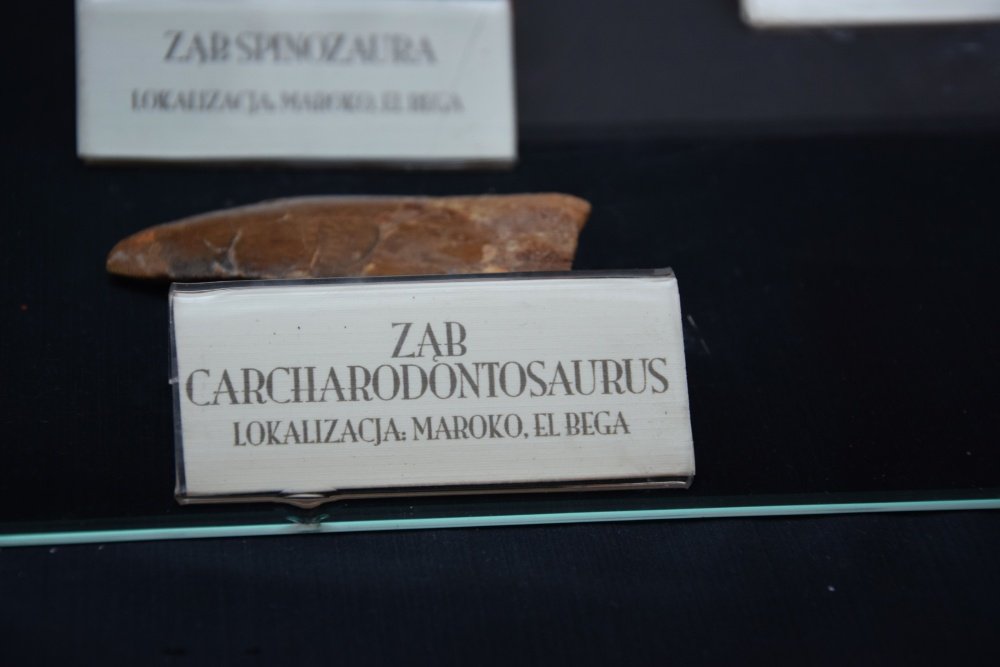 ZĄB SPINOZAURA
LOKALIZACJA: MAROKO, EL BEGA
ZĄB
CARCHARODONTOSAURUS
LOKALIZACJA: MAROKO, EL BEGA